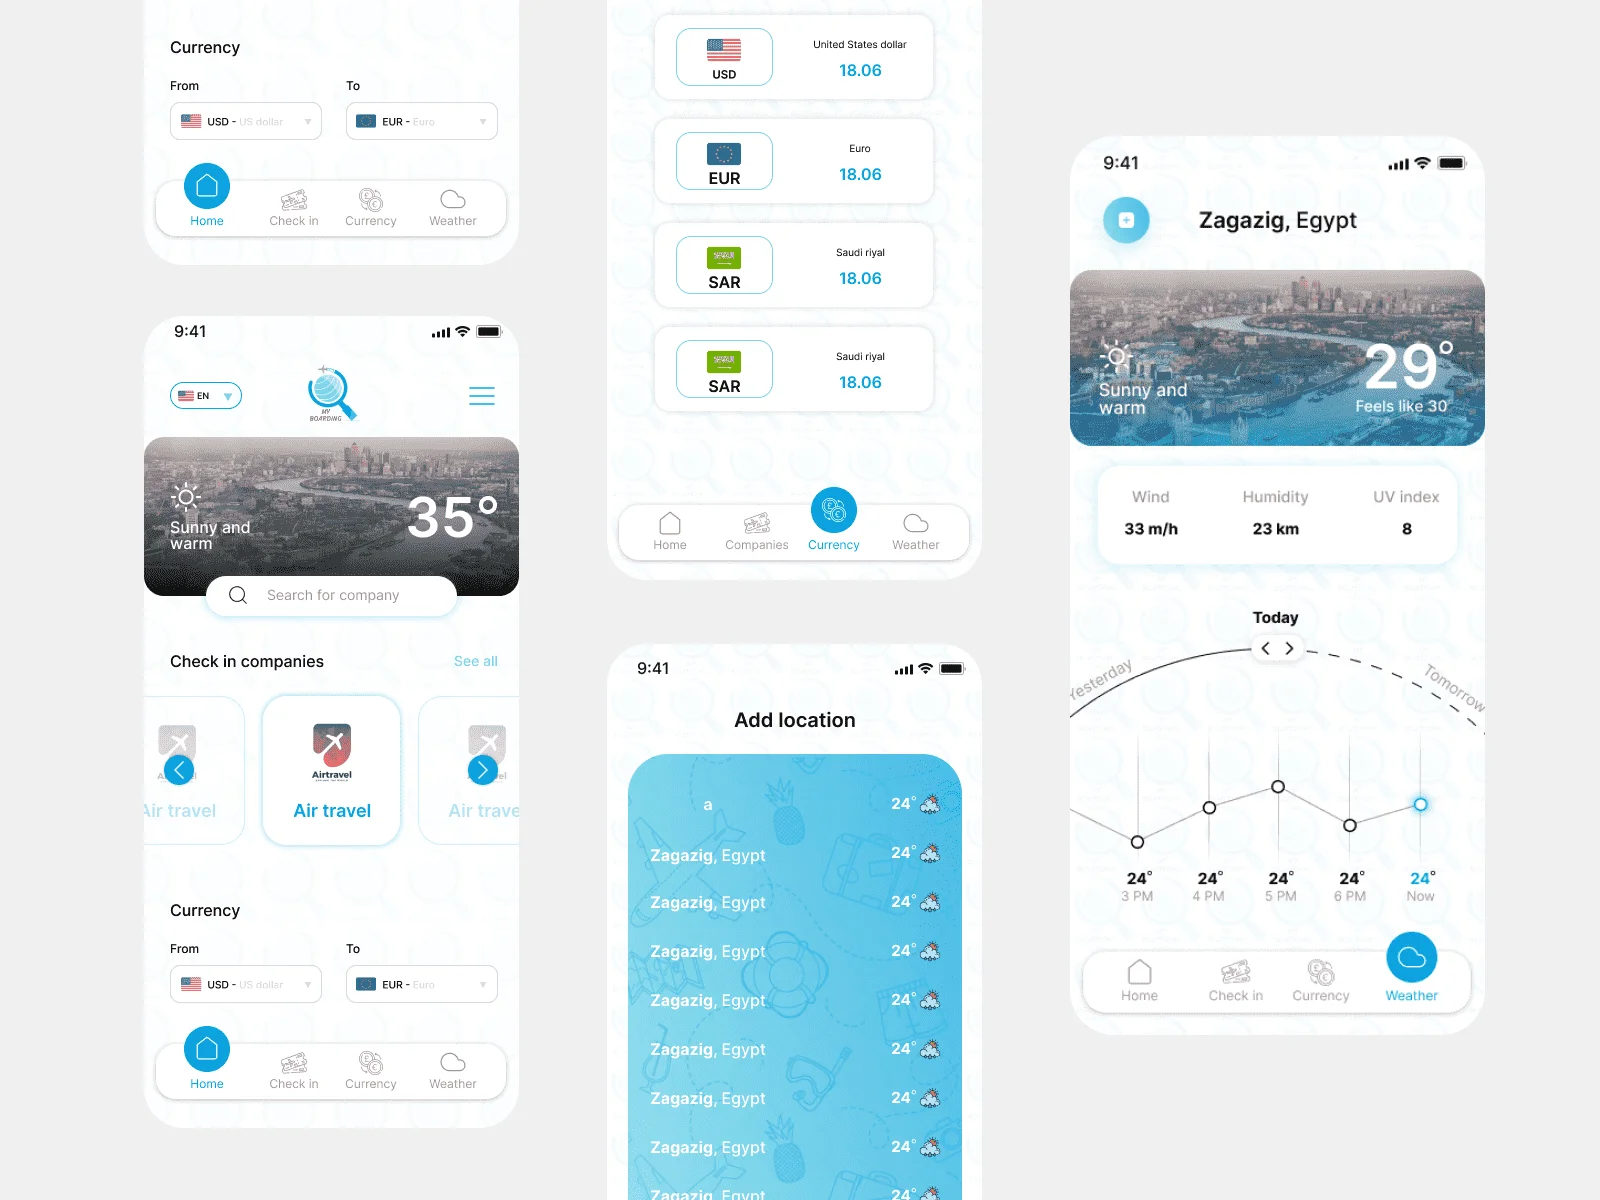 Currency
From
To
USD - US dollar
EUR - Euro
Home
Check in
Currency
Weather
9:41
EN
MY
BOARDING
Sunny and
warm
35°
Search for company
Check in companies
See all
Air travel
Airtravel
Air travel
Air travel
Currency
From
To
USD - US dollar
EUR - Euro
Home
Check in
Currency
Weather
USD
United States dollar
18.06
EUR
Euro
18.06
SAR
Saudi riyal
18.06
SAR
Saudi riyal
18.06
Home
Companies
Currency
Weather
9:41
Add location
a 24°
Zagazig, Egypt 24°
Zagazig, Egypt 24°
Zagazig, Egypt 24°
Zagazig, Egypt 24°
Zagazig, Egypt 24°
Zagazig, Egypt 24°
Zagazig, Egypt 24°
Zagazig, Egypt 24°
9:41
Zagazig, Egypt
Sunny and
warm
29°
Feels like 30
Wind
Humidity
UV index
33 m/h
23 km
8
Today
Yesterday
Tomorrow
24° 24° 24° 24° 24°
3 PM 4 PM 5 PM 6 PM Now
Home
Check in
Currency
Weather